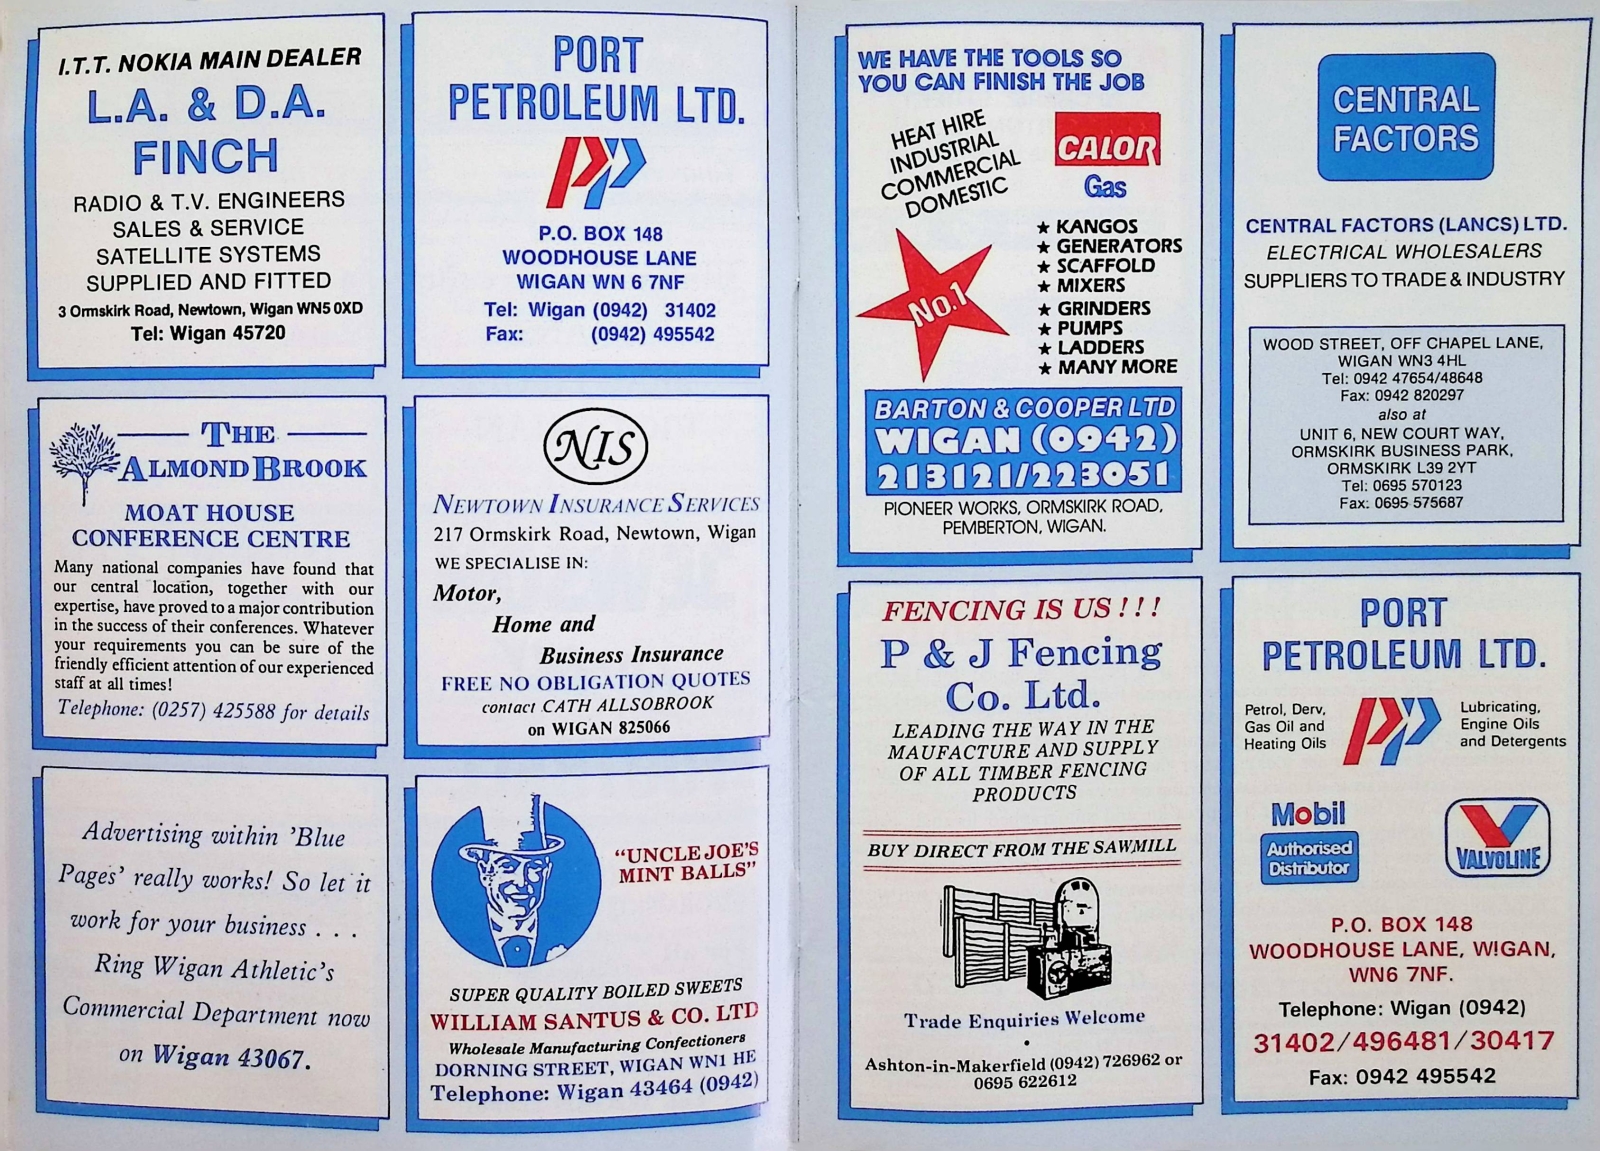 I.T.T. NOKIA MAIN DEALER
L.A. & D.A.
FINCH
RADIO & T.V. ENGINEERS
SALES & SERVICE
SATELLITE SYSTEMS
SUPPLIED AND FITTED
3 Ormskirk Road, Newtown, Wigan WN5 0XD
Tel: Wigan 45720
PORT
PETROLEUM LTD.
PP
P.O. BOX 148
WOODHOUSE LANE
WIGAN WN 6 7NF
Tel: Wigan (0942) 31402
Fax: (0942) 495542
THE
ALMOND BROOK
MOAT HOUSE
CONFERENCE CENTRE
Many national companies have found that
our central location, together with our
expertise, have proved to a major contribution
in the success of their conferences. Whatever
your requirements you can be sure of the
friendly efficient attention of our experienced
staff at all times!
Telephone: (0257) 425588 for details
NIS
NEWTOWN INSURANCE SERVICES
217 Ormskirk Road, Newtown, Wigan
WE SPECIALISE IN:
Motor,
Home and
Business Insurance
FREE NO OBLIGATION QUOTES
contact CATH ALLSOBROOK
on WIGAN 825066
Advertising within 'Blue
Pages' really works! So let it
work for your business . . .
Ring Wigan Athletic's
Commercial Department now
on Wigan 43067.
"UNCLE JOE'S
MINT BALLS"
SUPER QUALITY BOILED SWEETS
WILLIAM SANTUS & CO. LTD
Wholesale Manufacturing Confectioners
DORNING STREET, WIGAN WN1 HE
Telephone: Wigan 43464 (0942)
WE HAVE THE TOOLS SO
YOU CAN FINISH THE JOB
HEAT HIRE
INDUSTRIAL
COMMERCIAL
DOMESTIC
CALOR
Gas
No.1
★ KANGOS
★ GENERATORS
★ SCAFFOLD
★ MIXERS
★ GRINDERS
★ PUMPS
★ LADDERS
★ MANY MORE
BARTON & COOPER LTD
WIGAN (0942)
213121/223051
PIONEER WORKS, ORMSKIRK ROAD,
PEMBERTON, WIGAN.
CENTRAL
FACTORS
CENTRAL FACTORS (LANCS) LTD.
ELECTRICAL WHOLESALERS
SUPPLIERS TO TRADE & INDUSTRY
WOOD STREET, OFF CHAPEL LANE,
WIGAN WN3 4HL
Tel: 0942 47654/48648
Fax: 0942 820297
also at
UNIT 6, NEW COURT WAY,
ORMSKIRK BUSINESS PARK,
ORMSKIRK L39 2YT
Tel: 0695 570123
Fax: 0695 575687
FENCING IS US ! ! !
P & J Fencing
Co. Ltd.
LEADING THE WAY IN THE
MAUFACTURE AND SUPPLY
OF ALL TIMBER FENCING
PRODUCTS
BUY DIRECT FROM THE SAWMILL
Trade Enquiries Welcome
•
Ashton-in-Makerfield (0942) 726962 or
0695 622612
PORT
PETROLEUM LTD.
Petrol, Derv,
Gas Oil and
Heating Oils
PP
Lubricating,
Engine Oils
and Detergents
Mobil
Authorised
Distributor
VALVOLINE
P.O. BOX 148
WOODHOUSE LANE, WIGAN,
WN6 7NF.
Telephone: Wigan (0942)
31402/496481/30417
Fax: 0942 495542